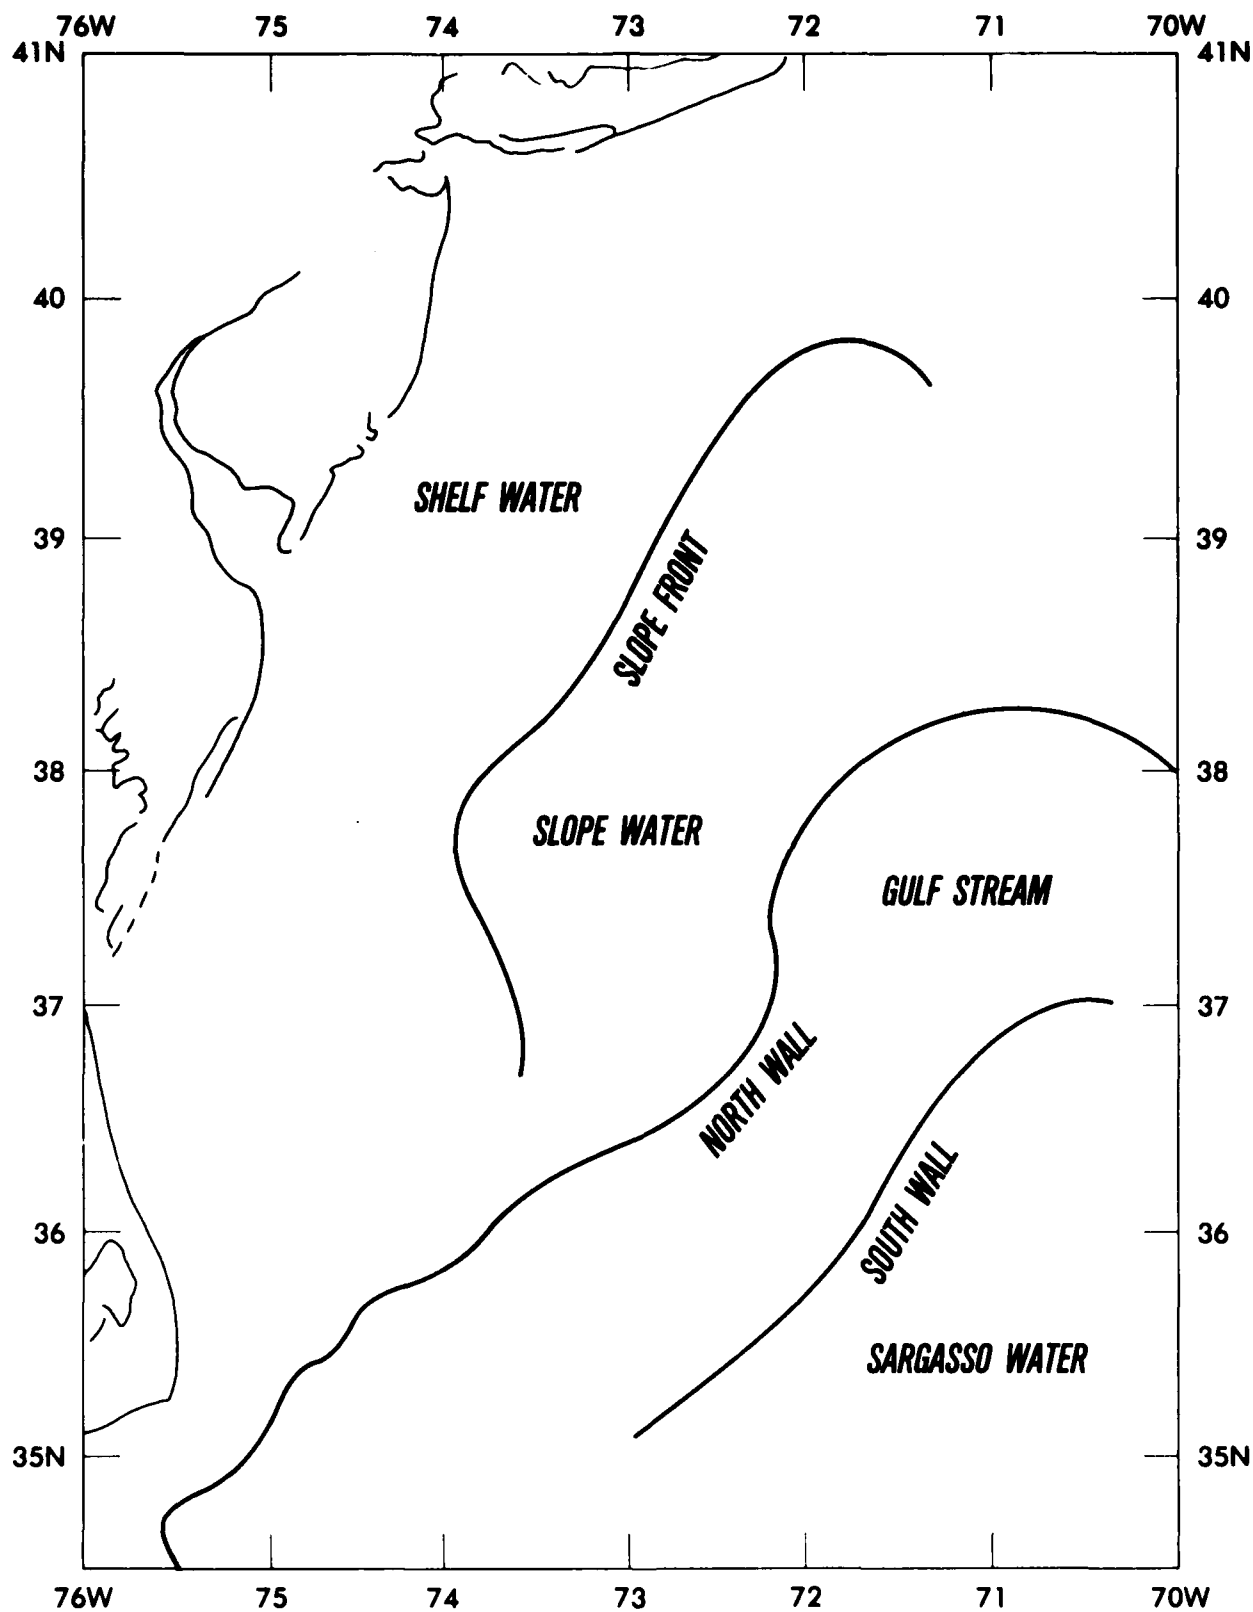 76W 75 74 73 72 71 70W
41N 41N
40 40
SHELF WATER
39 39
SLOPE FRONT
38 38
SLOPE WATER
GULF STREAM
37 37
NORTH WALL
SOUTH WALL
36 36
SARGASSO WATER
35N 35N
76W 75 74 73 72 71 70W